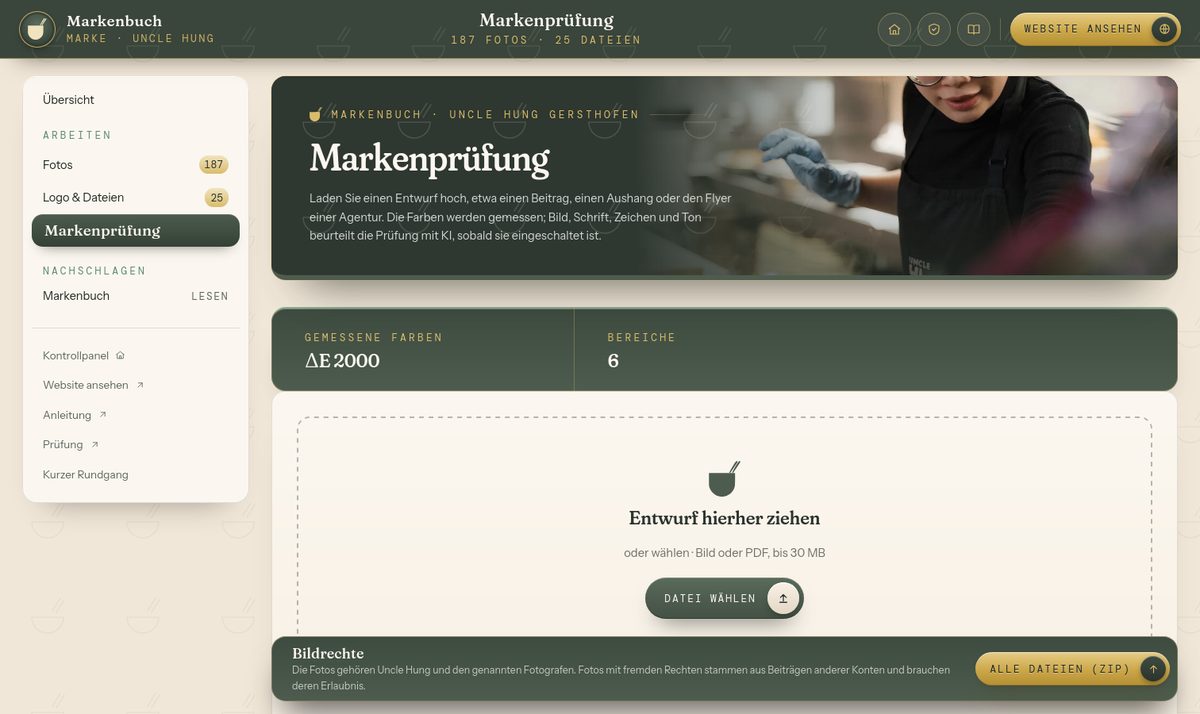 Markenbuch
MARKE · UNCLE HUNG
Markenprüfung
187 FOTOS · 25 DATEIEN
WEBSITE ANSEHEN
Übersicht
ARBEITEN
Fotos 187
Logo & Dateien 25
Markenprüfung
NACHSCHLAGEN
Markenbuch LESEN
Kontrollpanel
Website ansehen
Anleitung
Prüfung
Kurzer Rundgang
MARKENBUCH · UNCLE HUNG GERSTHOFEN
Markenprüfung
Laden Sie einen Entwurf hoch, etwa einen Beitrag, einen Aushang oder den Flyer
einer Agentur. Die Farben werden gemessen; Bild, Schrift, Zeichen und Ton
beurteilt die Prüfung mit KI, sobald sie eingeschaltet ist.
UNCLE
GEMESSENE FARBEN
ΔE 2000
BEREICHE
6
Entwurf hierher ziehen
oder wählen · Bild oder PDF, bis 30 MB
DATEI WÄHLEN
Bildrechte
Die Fotos gehören Uncle Hung und den genannten Fotografen. Fotos mit fremden Rechten stammen aus Beiträgen anderer Konten und brauchen
deren Erlaubnis.
ALLE DATEIEN (ZIP)